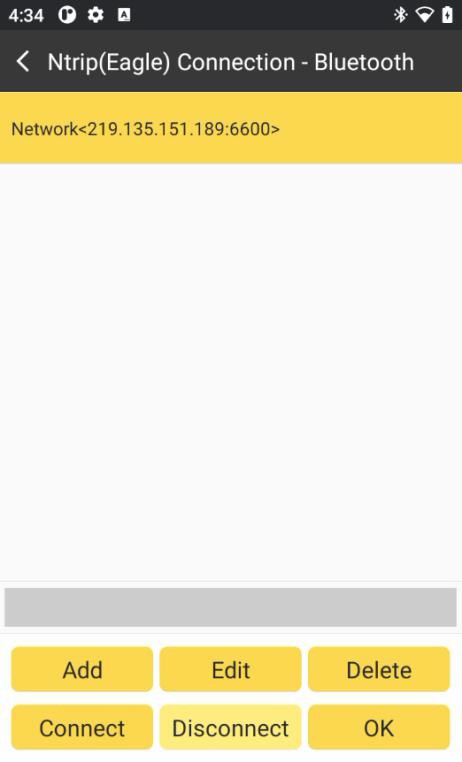 4:34
Ntrip(Eagle) Connection - Bluetooth
Network<219.135.151.189:6600>
Add Edit Delete
Connect Disconnect OK